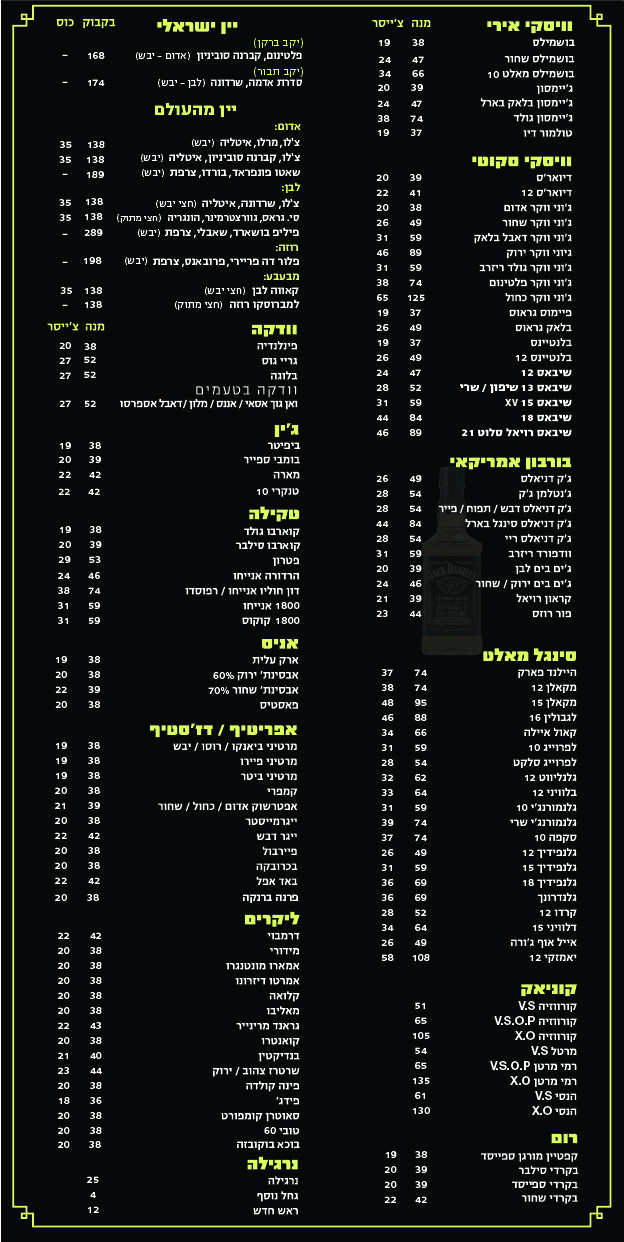 וויסקי אירי מנה צ׳ייסר
בושמילס 38 19
בושמילס שחור 47 24
בושמילס מאלט 10 66 34
ג׳יימסון 39 20
ג׳יימסון בלאק בארל 47 24
ג׳יימסון גולד 74 38
טולמור דיו 37 19
וויסקי סקוטי
דיואר׳ס 39 20
דיואר׳ס 12 41 22
ג׳וני ווקר אדום 38 20
ג׳וני ווקר שחור 49 26
ג׳וני ווקר דאבל בלאק 59 31
גיוני ווקר ירוק 89 46
ג׳וני ווקר גולד ריזרב 59 31
ג׳וני ווקר פלטינום 74 38
ג׳וני ווקר כחול 125 65
פיימוס גראוס 37 19
בלאק גראוס 49 26
בלנטיינס 37 19
בלנטיינס 12 49 26
שיבאס 12 47 24
שיבאס 13 שיפון / שרי 52 28
שיבאס 15 XV 59 31
שיבאס 18 84 44
שיבאס רויאל סלוט 21 89 46
בורבון אמריקאי
ג׳ק דניאלס 49 26
ג׳נטלמן ג׳ק 54 28
ג׳ק דניאלס דבש / תפוח / פייר 54 28
ג׳ק דניאלס סינגל בארל 84 44
ג׳ק דניאלס ריי 54 28
וודפורד ריזרב 59 31
ג׳ים בים לבן 39 20
ג׳ים בים ירוק / שחור 46 24
קראון רויאל 39 21
פור רוזס 44 23
JACK DANIEL'S
סינגל מאלט
היילנד פארק 74 37
מקאלן 12 74 38
מקאלן 15 95 48
לגבולין 16 88 46
קאול איילה 66 34
לפרוייג 10 59 31
לפרוייג סלקט 54 28
גלנליווט 12 62 32
בלוויני 12 64 33
גלנמורנג׳י 10 59 31
גלנמורנג׳י שרי 74 39
סקפה 10 74 37
גלנפידיך 12 49 26
גלנפידיך 15 59 31
גלנפידיך 18 69 36
גלנדרונך 69 36
קרדו 12 52 28
דלוויני 15 64 34
אייל אוף ג׳ורה 49 26
יאמזקי 12 108 58
קוניאק
קורווזיה V.S 51
קורווזיה V.S.O.P 65
קורווזיה X.O 105
מרטל V.S 54
רמי מרטן V.S.O.P 65
רמי מרטן X.O 135
הנסי V.S 61
הנסי X.O 130
רום
קפטיין מורגן ספייסד 38 19
בקרדי סילבר 39 20
בקרדי ספייסד 39 20
בקרדי שחור 42 22
יין ישראלי בקבוק כוס
(יקב ברקן)
פלטינום, קברנה סוביניון (אדום – יבש) 168 –
(יקב תבור)
סדרת אדמה, שרדונה (לבן – יבש) 174 –
יין מהעולם
אדום:
צ׳לו, מרלו, איטליה (יבש) 138 35
צ׳לו, קברנה סוביניון, איטליה (יבש) 138 35
שאטו פונפראד, בורדו, צרפת (יבש) 189 –
לבן:
צ׳לו, שרדונה, איטליה (חצי יבש) 138 35
סי. גראס, גוורצטרמינר, הונגריה (חצי מתוק) 138 35
פיליפ בושארד, שאבלי, צרפת (יבש) 289 –
רוזה:
פלור דה פריירי, פרובאנס, צרפת (יבש) 198 –
מבעבע:
קאווה לבן (חצי יבש) 138 35
למברוסקו רוזה (חצי מתוק) 138 –
וודקה מנה צ׳ייסר
פינלנדיה 38 20
גריי גוס 52 27
בלוגה 52 27
וודקה בטעמים
ואן גוך אסאי / אננס / מלון /דאבל אספרסו 52 27
ג׳ין
ביפיטר 38 19
בומביי ספייר 39 20
מארה 42 22
טנקרי 10 42 22
טקילה
קוארבו גולד 38 19
קוארבו סילבר 39 20
פטרון 53 29
הרדורה אנייחו 46 24
דון חוליו אנייחו / רפוסדו 74 38
1800 אנייחו 59 31
1800 קוקוס 59 31
אניס
ארק עלית 38 19
אבסינת׳ ירוק 60% 38 20
אבסינת׳ שחור 70% 39 22
פאסטיס 38 20
אפריטיף / דז׳סטיף
מרטיני ביאנקו / רוסו / יבש 38 19
מרטיני פיירו 38 19
מרטיני ביטר 38 19
קמפרי 38 20
אפטרשוק אדום / כחול / שחור 39 21
ייגרמייסטר 38 20
ייגר דבש 42 22
פיירבול 38 20
בכרובקה 38 20
באד אפל 42 22
פרנה ברנקה 38 20
ליקרים
דרמבוי 42 22
מידורי 38 20
אמארו מונטנגרו 38 20
אמרטו דיזרונו 38 20
קלואה 38 20
מאליבו 38 20
גראנד מרינייר 43 22
קואנטרו 38 20
בנדיקטין 40 21
שרטרז צהוב / ירוק 44 23
פינה קולדה 38 20
פידג׳ 36 18
סאוטרן קומפורט 38 20
טובי 60 38 20
בוכא בוקובזה 38 20
נרגילה
נרגילה 25
גחל נוסף 4
ראש חדש 12